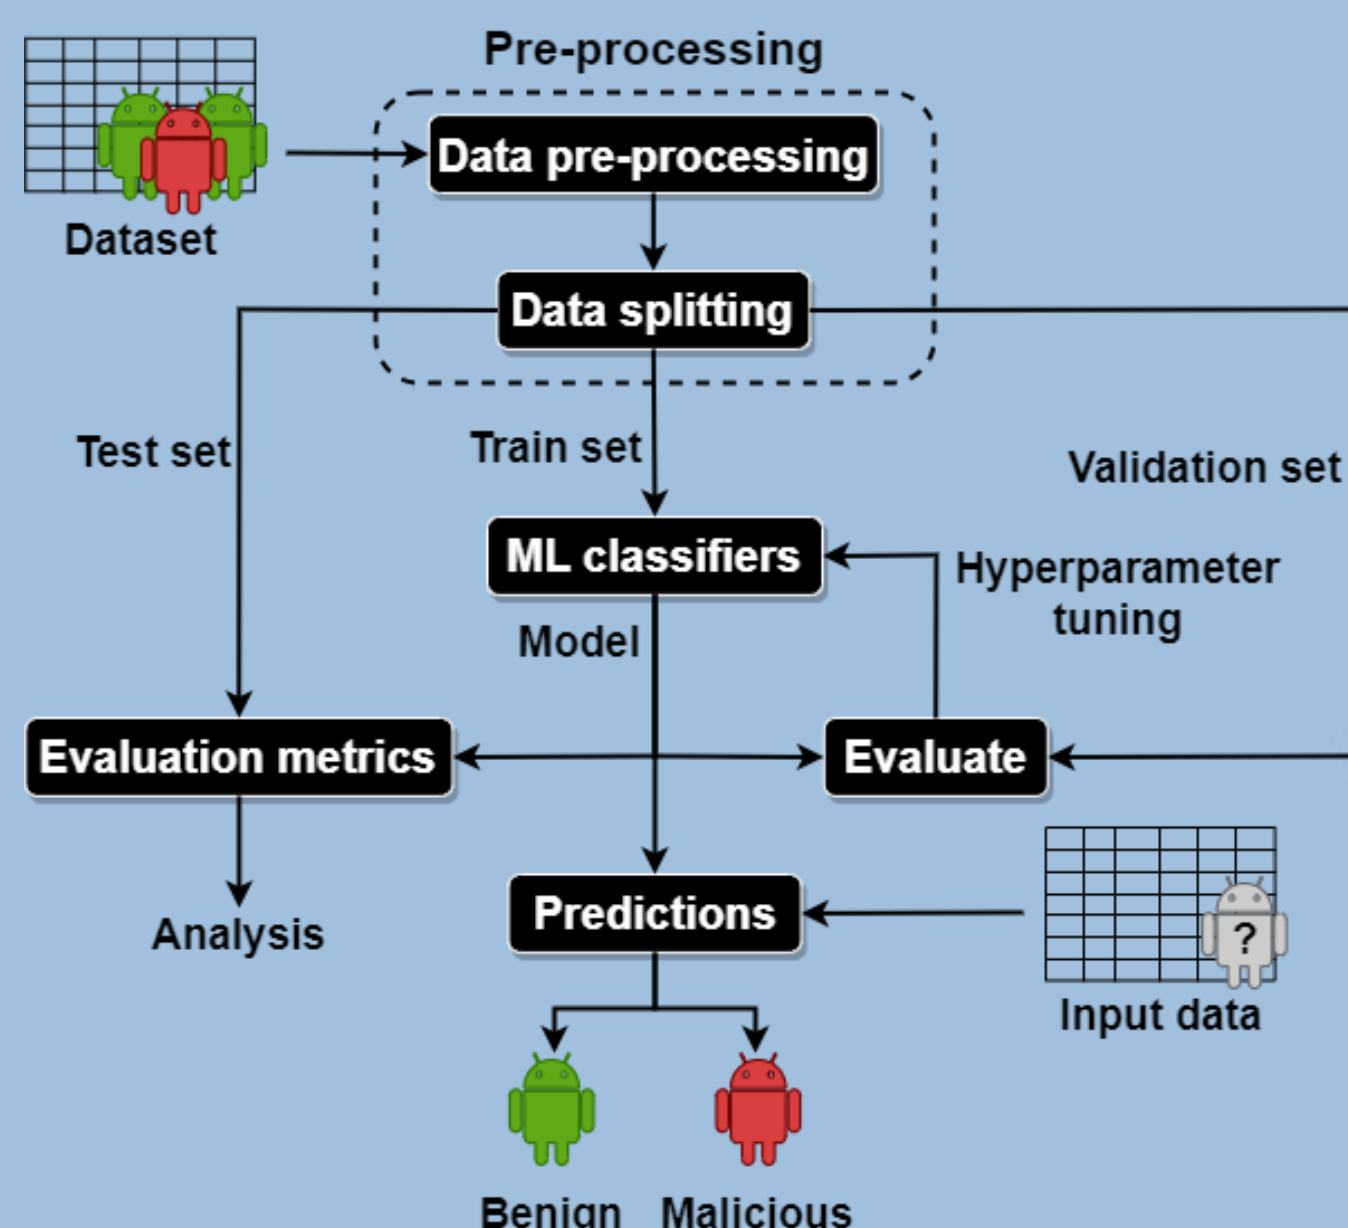 Pre-processing
Data pre-processing
Dataset
Data splitting
Test set
Train set
Validation set
ML classifiers
Hyperparameter
tuning
Model
Evaluation metrics
Evaluate
Predictions
Analysis
?
Input data
Benign
Malicious